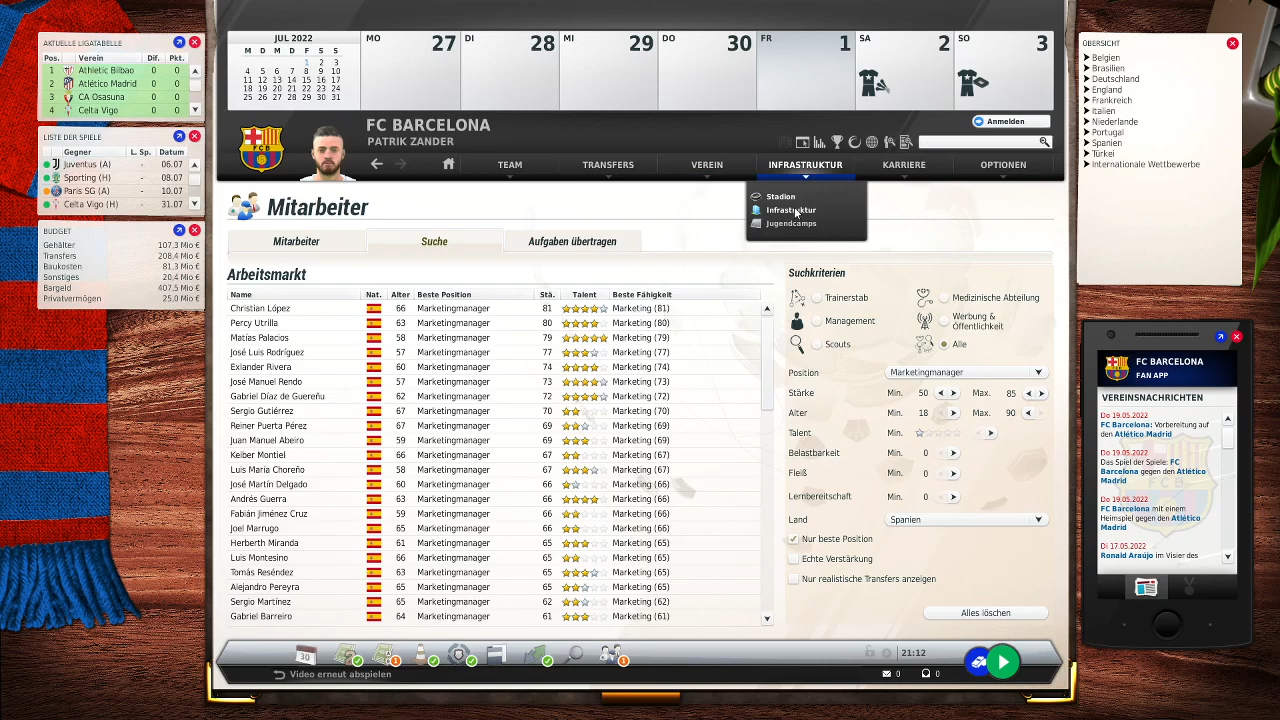 AKTUELLE LIGATABELLE
Pos. Verein Dif. Pkt.
1 Athletic Bilbao 0 0
2 Atlético Madrid 0 0
3 CA Osasuna 0 0
4 Celta Vigo 0 0
LISTE DER SPIELE
Gegner L. Sp. Datum
Juventus (A) - 06.07
Sporting (H) - 08.07
Paris SG (A) - 10.07
Celta Vigo (H) - 31.07
BUDGET
Gehälter 107,3 Mio €
Transfers 208,4 Mio €
Baukosten 81,3 Mio €
Sonstiges 20,4 Mio €
Bargeld 407,5 Mio €
Privatvermögen 25,0 Mio €
JUL 2022
M D M D F S S
1 2 3
4 5 6 7 8 9 10
11 12 13 14 15 16 17
18 19 20 21 22 23 24
25 26 27 28 29 30 31
MO 27
DI 28
MI 29
DO 30
FR 1
SA 2
SO 3
FC BARCELONA
PATRIK ZANDER
Anmelden
TEAM TRANSFERS VEREIN INFRASTRUKTUR KARRIERE OPTIONEN
Stadion
Infrastruktur
Jugendcamps
Mitarbeiter
Mitarbeiter Suche Aufgaben übertragen
Arbeitsmarkt
Name Nat. Alter Beste Position Stä. Talent Beste Fähigkeit
Christian López 66 Marketingmanager 81 Marketing (81)
Percy Utrilla 63 Marketingmanager 80 Marketing (80)
Matías Palacios 58 Marketingmanager 79 Marketing (79)
José Luis Rodríguez 57 Marketingmanager 77 Marketing (77)
Exlander Rivera 60 Marketingmanager 74 Marketing (74)
José Manuel Rendo 57 Marketingmanager 73 Marketing (73)
Gabriel Díaz de Guereñu 62 Marketingmanager 72 Marketing (72)
Sergio Gutiérrez 67 Marketingmanager 70 Marketing (70)
Reiner Puerta Pérez 67 Marketingmanager 69 Marketing (69)
Juan Manuel Abeiro 59 Marketingmanager 69 Marketing (69)
Keiber Montiel 66 Marketingmanager 67 Marketing (67)
Luis María Choreño 58 Marketingmanager 67 Marketing (67)
José Martín Delgado 60 Marketingmanager 66 Marketing (66)
Andrés Guerra 63 Marketingmanager 66 Marketing (66)
Fabián Jiménez Cruz 59 Marketingmanager 66 Marketing (66)
Joel Marrugo 65 Marketingmanager 66 Marketing (66)
Herberth Miranda 61 Marketingmanager 65 Marketing (65)
Luis Montesino 66 Marketingmanager 65 Marketing (65)
Tomás Reséndez 63 Marketingmanager 65 Marketing (65)
Alejandro Pereyra 65 Marketingmanager 65 Marketing (65)
Sergio Martínez 65 Marketingmanager 62 Marketing (62)
Gabriel Barreiro 64 Marketingmanager 61 Marketing (61)
Suchkriterien
Trainerstab Medizinische Abteilung
Management Werbung &
Öffentlichkeit
Scouts Alle
Position Marketingmanager
Stärke Min. 50 Max. 85
Alter Min. 18 Max. 90
Talent Min.
Belastbarkeit Min. 0
Fleiß Min. 0
Lernbereitschaft Min. 0
Land Spanien
Nur beste Position
Echte Verstärkung
Nur realistische Transfers anzeigen
Alles löschen
30
1
1
21:12
Video erneut abspielen
0 0
ÜBERSICHT
Belgien
Brasilien
Deutschland
England
Frankreich
Italien
Niederlande
Portugal
Spanien
Türkei
Internationale Wettbewerbe
FC BARCELONA
FAN APP
VEREINSNACHRICHTEN
Do 19.05.2022
FC Barcelona: Vorbereitung auf
den Atlético Madrid
Do 19.05.2022
Das Spiel der Spiele: FC
Barcelona gegen den Atlético
Madrid
Do 19.05.2022
FC Barcelona mit einem
Heimspiel gegen den Atlético
Madrid
Di 17.05.2022
Ronald Araújo im Visier des